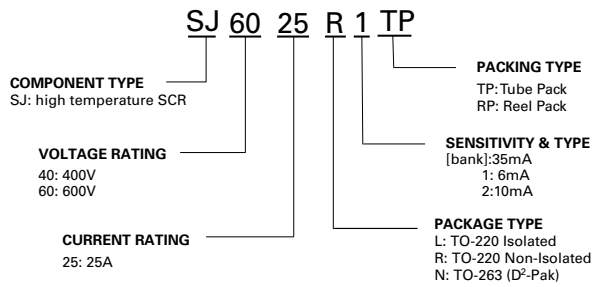 SJ 60 25 R 1 TP
COMPONENT TYPE
SJ: high temperature SCR
VOLTAGE RATING
40: 400V
60: 600V
CURRENT RATING
25: 25A
PACKING TYPE
TP: Tube Pack
RP: Reel Pack
SENSITIVITY & TYPE
[bank]:35mA
1: 6mA
2:10mA
PACKAGE TYPE
L: TO-220 Isolated
R: TO-220 Non-Isolated
N: TO-263 (D²-Pak)